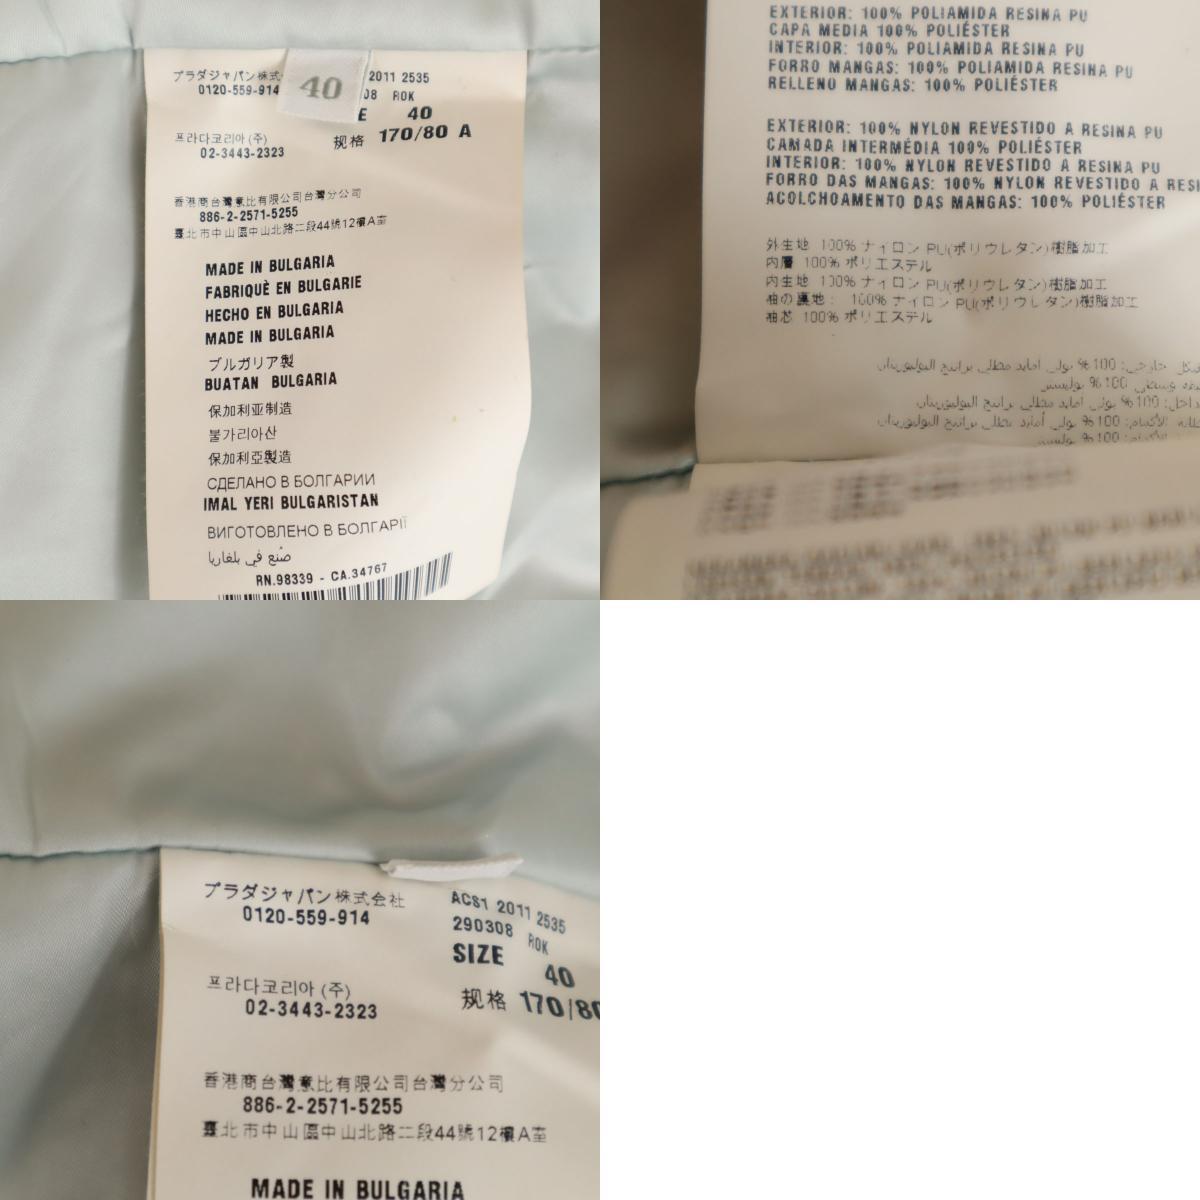 プラダジャパン株式
0120-559-914
40
2011 2535
08 ROK
E 40
规格 170/80 A
프라다코리아 (주)
02-3443-2323
香港商台灣意比有限公司台灣分公司
886-2-2571-5255
臺北市中山區中山北路二段44號12樓A室
MADE IN BULGARIA
FABRIQUÈ EN BULGARIE
HECHO EN BULGARIA
MADE IN BULGARIA
ブルガリア製
BUATAN BULGARIA
保加利亚制造
불가리아산
保加利亞製造
СДЕЛАНО В БОЛГАРИИ
IMAL YERI BULGARISTAN
ВИГОТОВЛЕНО В БОЛГАРІЇ
صُنع في بلغاريا
RN.98339 - CA.34767
EXTERIOR: 100% POLIAMIDA RESINA PU
CAPA MEDIA 100% POLIÉSTER
INTERIOR: 100% POLIAMIDA RESINA PU
FORRO MANGAS: 100% POLIAMIDA RESINA PU
RELLENO MANGAS: 100% POLIÉSTER
EXTERIOR: 100% NYLON REVESTIDO A RESINA PU
CAMADA INTERMÉDIA 100% POLIÉSTER
INTERIOR: 100% NYLON REVESTIDO A RESINA PU
FORRO DAS MANGAS: 100% NYLON REVESTIDO A RESI
ACOLCHOAMENTO DAS MANGAS: 100% POLIÉSTER
外生地 100% ナイロン PU(ポリウレタン)樹脂加工
内層 100% ポリエステル
内生地 100% ナイロン PU(ポリウレタン)樹脂加工
袖の裏地： 100% ナイロン PU(ポリウレタン)樹脂加工
袖芯 100% ポリエステル
プラダジャパン株式会社
0120-559-914
ACS1 2011 2535
290308 ROK
SIZE 40
规格 170/80
프라다코리아 (주)
02-3443-2323
香港商台灣意比有限公司台灣分公司
886-2-2571-5255
臺北市中山區中山北路二段44號12樓A室
MADE IN BULGARIA